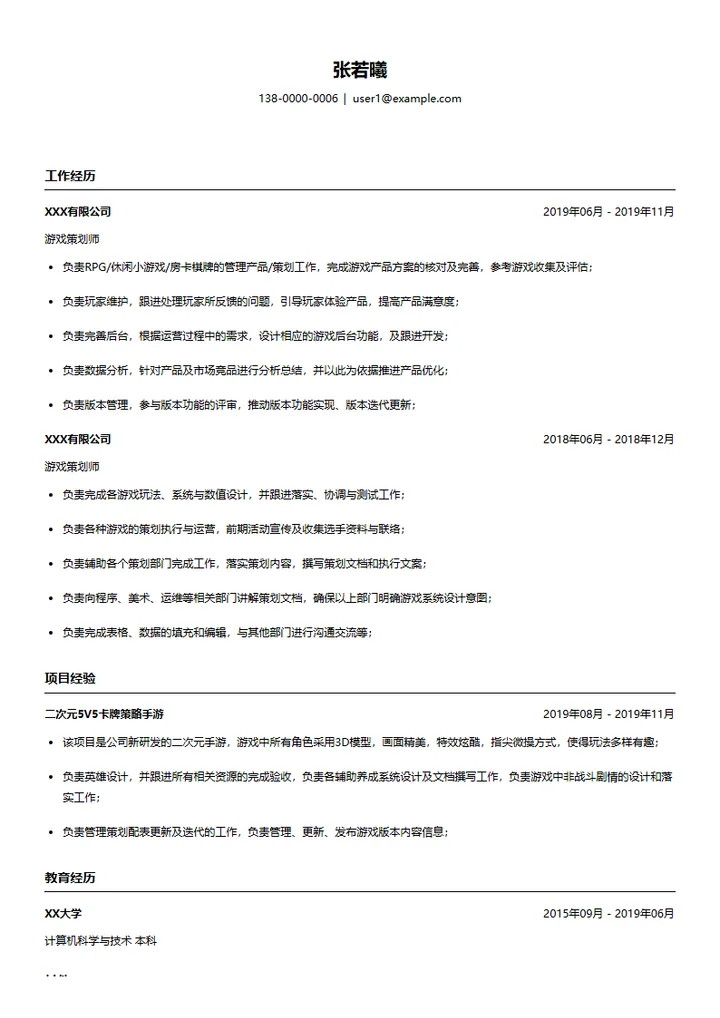 张若曦
138-0000-0006 | user1@example.com
工作经历
XXX有限公司 2019年06月 - 2019年11月
游戏策划师
• 负责RPG/休闲小游戏/房卡棋牌的管理产品/策划工作，完成游戏产品方案的核对及完善，参考游戏收集及评估；
• 负责玩家维护，跟进处理玩家所反馈的问题，引导玩家体验产品，提高产品满意度；
• 负责完善后台，根据运营过程中的需求，设计相应的游戏后台功能，及跟进开发；
• 负责数据分析，针对产品及市场竞品进行分析总结，并以此为依据推进产品优化；
• 负责版本管理，参与版本功能的评审，推动版本功能实现、版本迭代更新；
XXX有限公司 2018年06月 - 2018年12月
游戏策划师
• 负责完成各游戏玩法、系统与数值设计，并跟进落实、协调与测试工作；
• 负责各种游戏的策划执行与运营，前期活动宣传及收集选手资料与联络；
• 负责辅助各个策划部门完成工作，落实策划内容，撰写策划文档和执行文案；
• 负责向程序、美术、运维等相关部门讲解策划文档，确保以上部门明确游戏系统设计意图；
• 负责完成表格、数据的填充和编辑，与其他部门进行沟通交流等；
项目经验
二次元5V5卡牌策略手游 2019年08月 - 2019年11月
• 该项目是公司新研发的二次元手游，游戏中所有角色采用3D模型，画面精美，特效炫酷，指尖微操方式，使得玩法多样有趣；
• 负责英雄设计，并跟进所有相关资源的完成验收，负责各辅助养成系统设计及文档撰写工作，负责游戏中非战斗剧情的设计和落
实工作；
• 负责管理策划配表更新及迭代的工作，负责管理、更新、发布游戏版本内容信息；
教育经历
XX大学 2015年09月 - 2019年06月
计算机科学与技术 本科